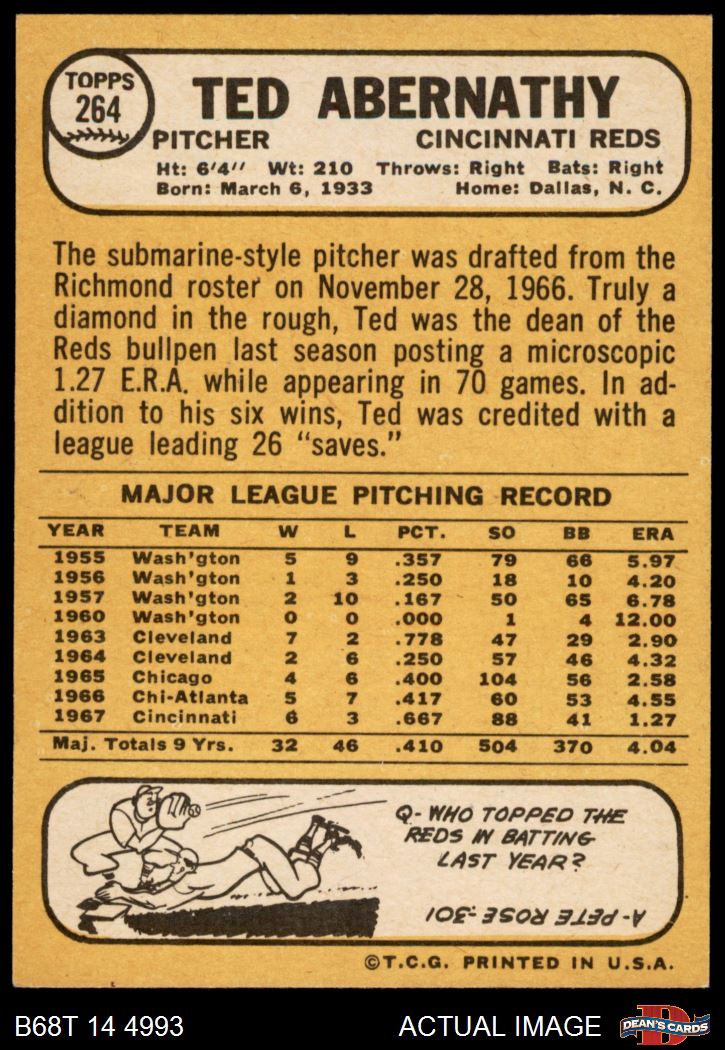 TOPPS
264
TED ABERNATHY
PITCHER CINCINNATI REDS
Ht: 6'4" Wt: 210 Throws: Right Bats: Right
Born: March 6, 1933 Home: Dallas, N. C.
The submarine-style pitcher was drafted from the
Richmond roster on November 28, 1966. Truly a
diamond in the rough, Ted was the dean of the
Reds bullpen last season posting a microscopic
1.27 E.R.A. while appearing in 70 games. In ad-
dition to his six wins, Ted was credited with a
league leading 26 "saves."
MAJOR LEAGUE PITCHING RECORD
YEAR TEAM W L PCT. SO BB ERA
1955 Wash'gton 5 9 .357 79 66 5.97
1956 Wash'gton 1 3 .250 18 10 4.20
1957 Wash'gton 2 10 .167 50 65 6.78
1960 Wash'gton 0 0 .000 1 4 12.00
1963 Cleveland 7 2 .778 47 29 2.90
1964 Cleveland 2 6 .250 57 46 4.32
1965 Chicago 4 6 .400 104 56 2.58
1966 Chi-Atlanta 5 7 .417 60 53 4.55
1967 Cincinnati 6 3 .667 88 41 1.27
Maj. Totals 9 Yrs. 32 46 .410 504 370 4.04
Q- WHO TOPPED THE
REDS IN BATTING
LAST YEAR?
A- PETE ROSE-.301
©T.C.G. PRINTED IN U.S.A.
B68T 14 4993 ACTUAL IMAGE D DEAN'S CARDS